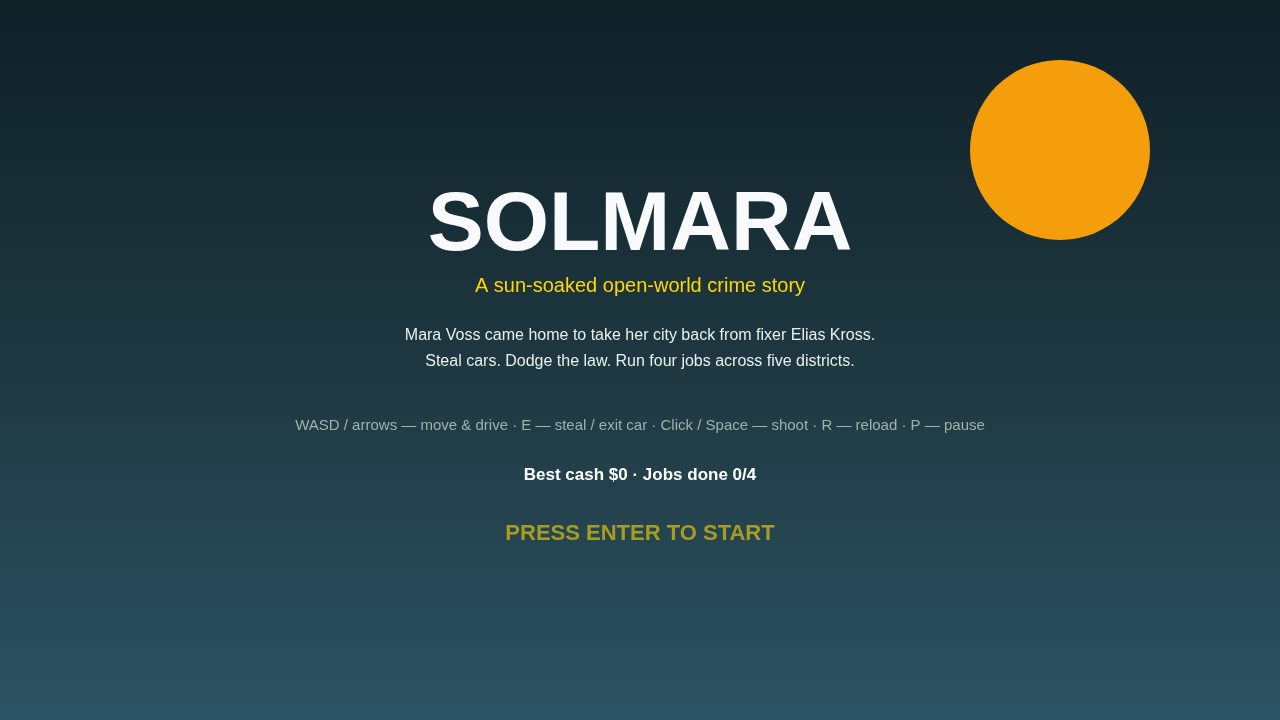 SOLMARA
A sun-soaked open-world crime story
Mara Voss came home to take her city back from fixer Elias Kross.
Steal cars. Dodge the law. Run four jobs across five districts.
WASD / arrows — move & drive · E — steal / exit car · Click / Space — shoot · R — reload · P — pause
Best cash $0 · Jobs done 0/4
PRESS ENTER TO START